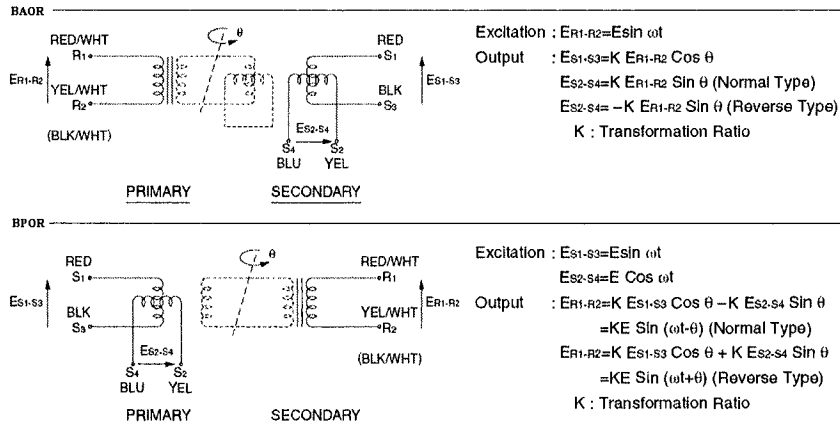 BAOR
RED/WHT
R1
ER1-R2
YEL/WHT
R2
(BLK/WHT)
θ
RED
S1
ES1-S3
BLK
S3
ES2-S4
S4 S2
BLU YEL
PRIMARY SECONDARY
Excitation : ER1-R2=Esin ωt
Output : ES1-S3=K ER1-R2 Cos θ
ES2-S4=K ER1-R2 Sin θ (Normal Type)
ES2-S4= −K ER1-R2 Sin θ (Reverse Type)
K : Transformation Ratio
BPOR
RED
S1
ES1-S3
BLK
S3
ES2-S4
S4 S2
BLU YEL
θ
RED/WHT
R1
YEL/WHT
ER1-R2
R2
(BLK/WHT)
PRIMARY SECONDARY
Excitation : ES1-S3=Esin ωt
ES2-S4=E Cos ωt
Output : ER1-R2=K ES1-S3 Cos θ −K ES2-S4 Sin θ
=KE Sin (ωt-θ) (Normal Type)
ER1-R2=K ES1-S3 Cos θ + K ES2-S4 Sin θ
=KE Sin (ωt+θ) (Reverse Type)
K : Transformation Ratio